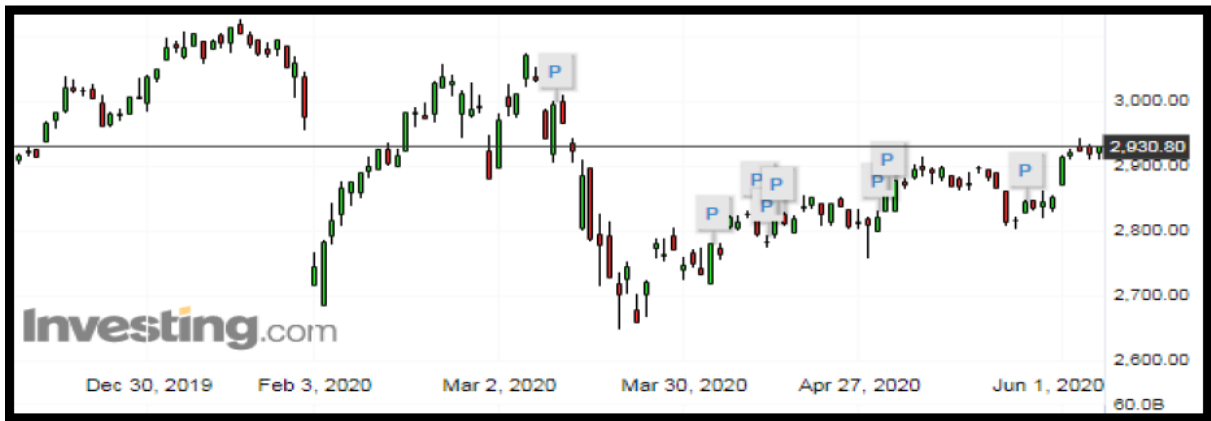 P
3,000.00
2,930.80
2,900.00
P
P
P
P
P
P
P
P
2,800.00
2,700.00
Investing.com
2,600.00
Dec 30, 2019 Feb 3, 2020 Mar 2, 2020 Mar 30, 2020 Apr 27, 2020 Jun 1, 2020
60.0B